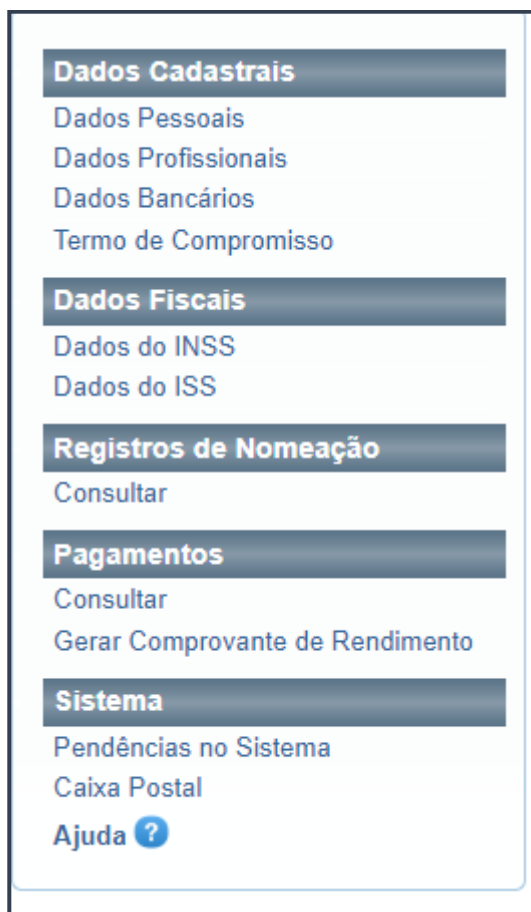 Dados Cadastrais
Dados Pessoais
Dados Profissionais
Dados Bancários
Termo de Compromisso
Dados Fiscais
Dados do INSS
Dados do ISS
Registros de Nomeação
Consultar
Pagamentos
Consultar
Gerar Comprovante de Rendimento
Sistema
Pendências no Sistema
Caixa Postal
Ajuda ?